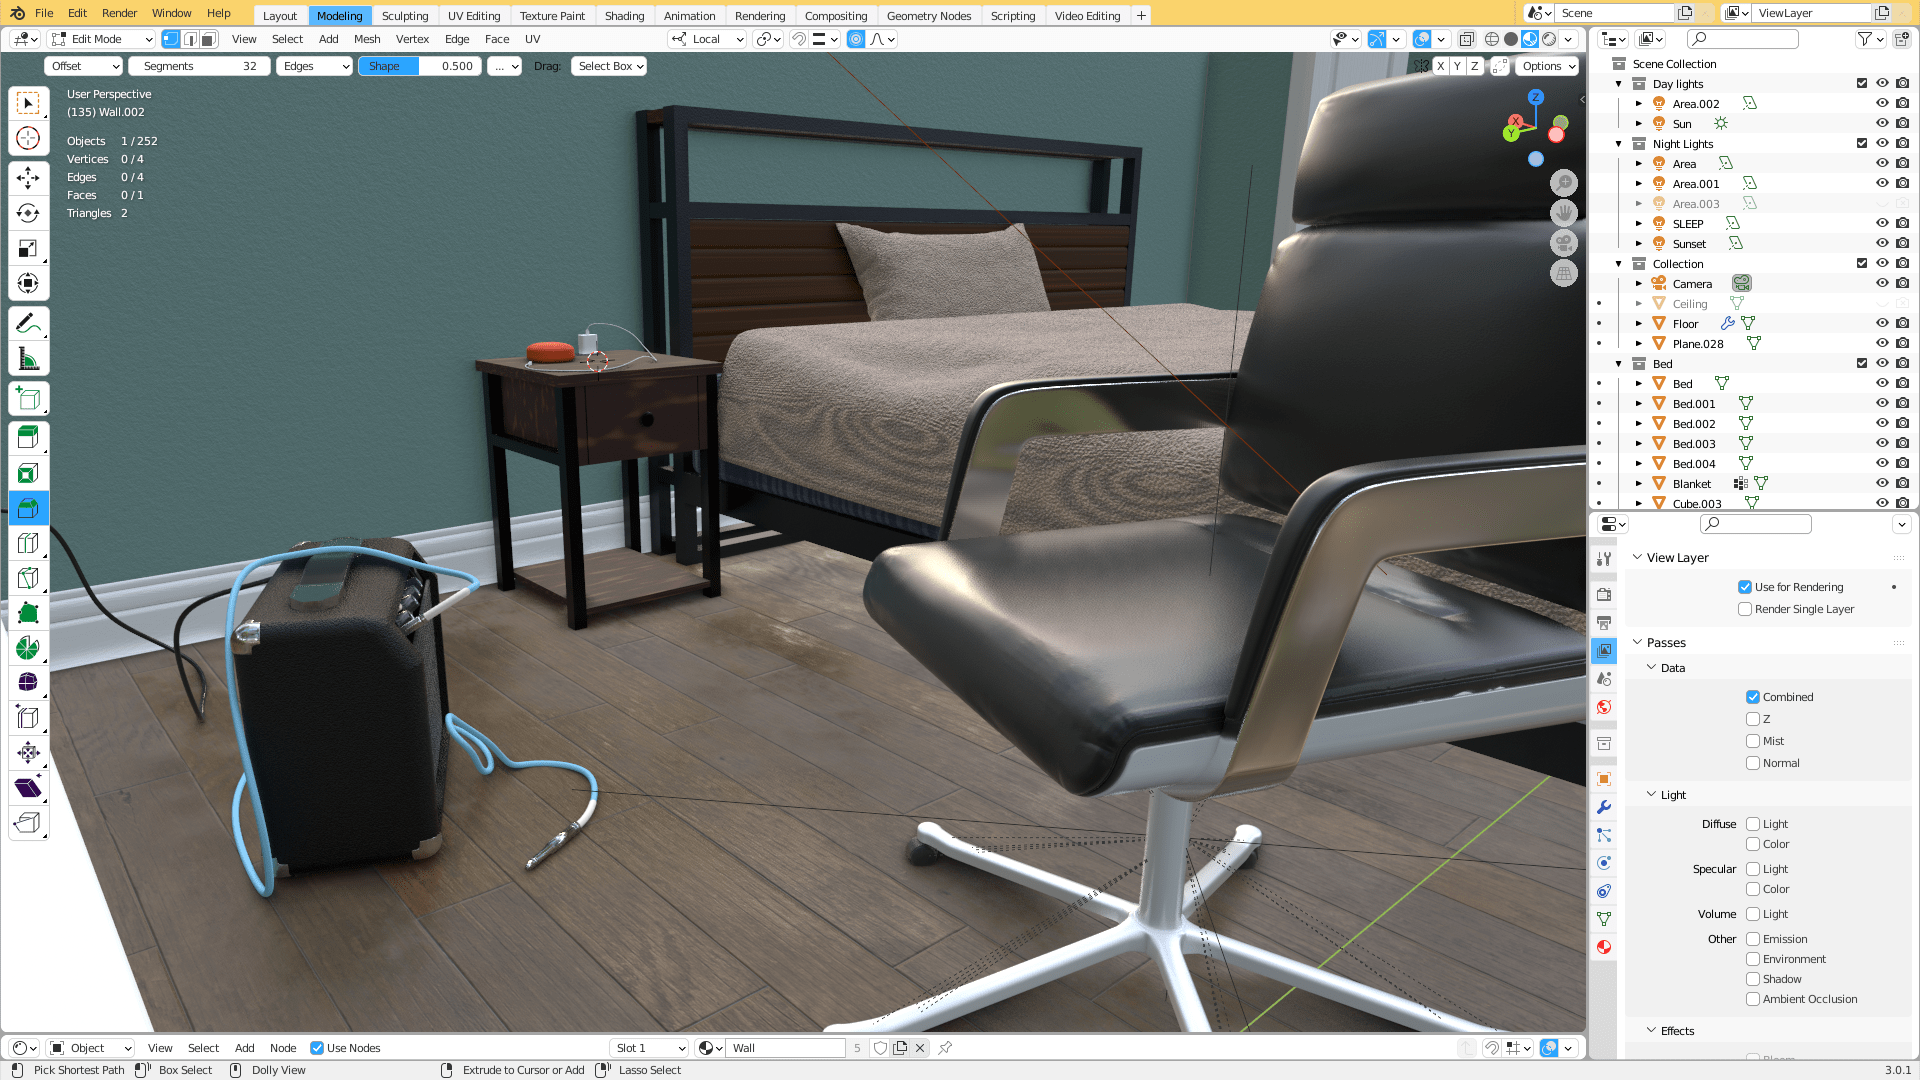 File Edit Render Window Help Layout Modeling Sculpting UV Editing Texture Paint Shading Animation Rendering Compositing Geometry Nodes Scripting Video Editing + Scene ViewLayer
Edit Mode View Select Add Mesh Vertex Edge Face UV Local
Offset Segments 32 Edges Shape 0.500 ... Drag: Select Box X Y Z Options
User Perspective
(135) Wall.002
Objects 1 / 252
Vertices 0 / 4
Edges 0 / 4
Faces 0 / 1
Triangles 2
Z
X
Y
Scene Collection
Day lights
Area.002
Sun
Night Lights
Area
Area.001
Area.003
SLEEP
Sunset
Collection
Camera
Ceiling
Floor
Plane.028
Bed
Bed
Bed.001
Bed.002
Bed.003
Bed.004
Blanket
Cube.003
View Layer
Use for Rendering
Render Single Layer
Passes
Data
Combined
Z
Mist
Normal
Light
Diffuse Light
Color
Specular Light
Color
Volume Light
Other Emission
Environment
Shadow
Ambient Occlusion
Effects
Object View Select Add Node Use Nodes Slot 1 Wall 5
Pick Shortest Path Box Select Dolly View Extrude to Cursor or Add Lasso Select 3.0.1